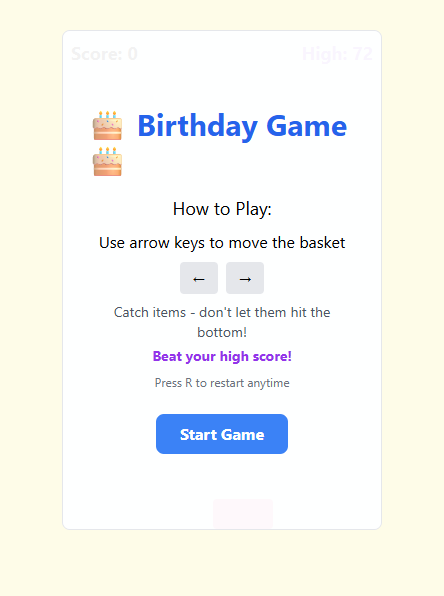 Score: 0
High: 72
Birthday Game
How to Play:
Use arrow keys to move the basket
← →
Catch items - don't let them hit the
bottom!
Beat your high score!
Press R to restart anytime
Start Game